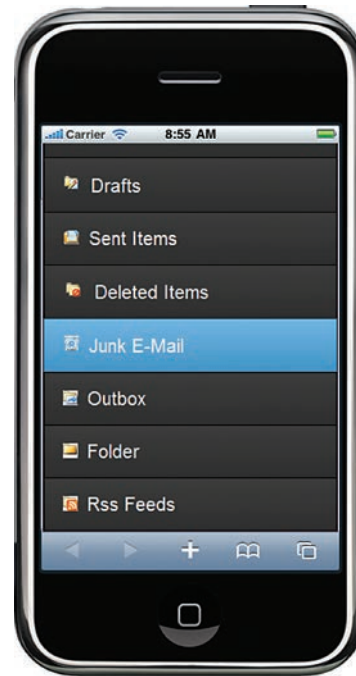 Carrier 8:55 AM
Drafts
Sent Items
Deleted Items
Junk E-Mail
Outbox
Folder
Rss Feeds